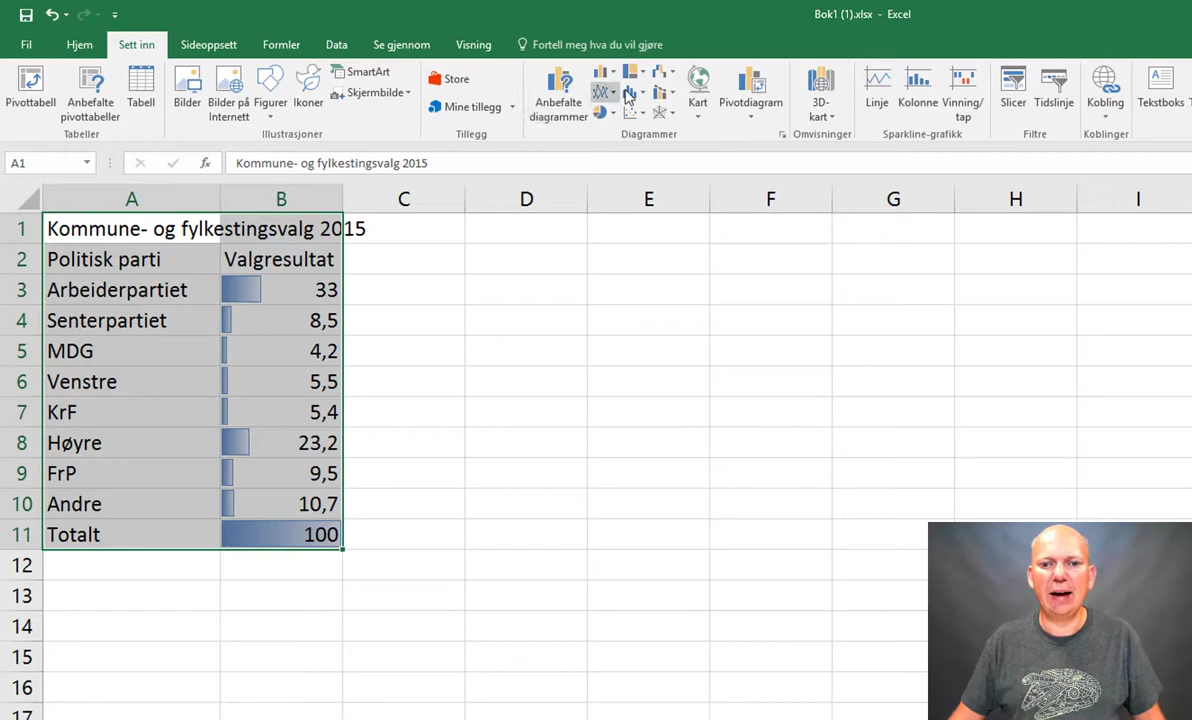 Bok1 (1).xlsx - Excel
Fil Hjem Sett inn Sideoppsett Formler Data Se gjennom Visning Fortell meg hva du vil gjøre
Pivottabell
Anbefalte
pivottabeller
Tabell
Tabeller
Bilder
Bilder på
Internett
Figurer
Ikoner
SmartArt
Skjermbilde
Illustrasjoner
Store
Mine tillegg
Tillegg
Anbefalte
diagrammer
Kart
Pivotdiagram
Diagrammer
3D-
kart
Omvisninger
Linje
Kolonne
Vinning/
tap
Sparkline-grafikk
Slicer
Tidslinje
Filtre
Kobling
Koblinger
Tekstboks
A1 fx Kommune- og fylkestingsvalg 2015
A B C D E F G H I
1 Kommune- og fylkestingsvalg 2015
2 Politisk parti Valgresultat
3 Arbeiderpartiet 33
4 Senterpartiet 8,5
5 MDG 4,2
6 Venstre 5,5
7 KrF 5,4
8 Høyre 23,2
9 FrP 9,5
10 Andre 10,7
11 Totalt 100
12
13
14
15
16
17